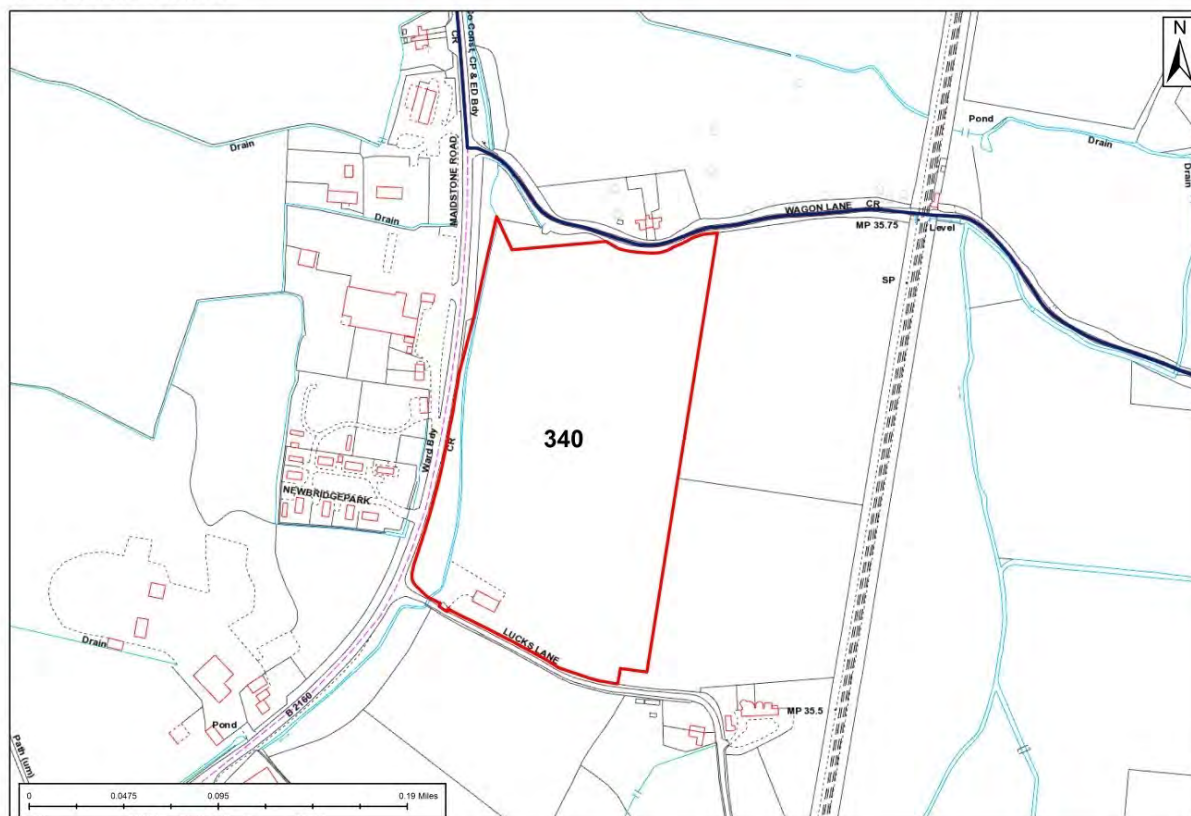 N
CR
Co Const, CP & ED Bdy
MAIDSTONE ROAD
Drain
Pond
Drain
Drain
Drain
WAGON LANE
CR
MP 35.75
Level
SP
340
Ward Bdy
CR
NEWBRIDGEPARK
LUCKS LANE
Drain
B 2160
Pond
MP 35.5
Path (um)
0 0.0475 0.095 0.19 Miles